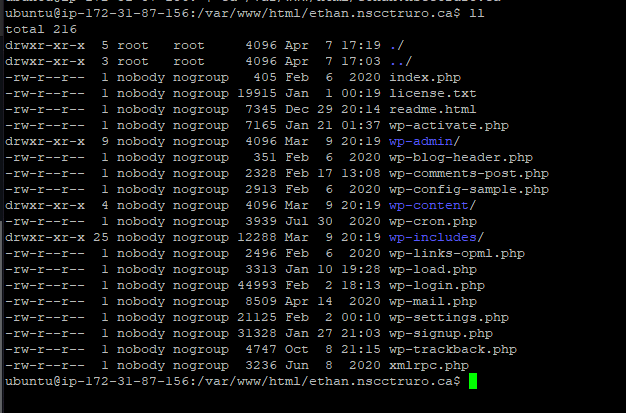 ubuntu@ip-172-31-87-156:/var/www/html/ethan.nscctruro.ca$ ll
total 216
drwxr-xr-x  5 root   root     4096 Apr  7 17:19 ./
drwxr-xr-x  3 root   root     4096 Apr  7 17:03 ../
-rw-r--r--  1 nobody nogroup   405 Feb  6  2020 index.php
-rw-r--r--  1 nobody nogroup 19915 Jan  1 00:19 license.txt
-rw-r--r--  1 nobody nogroup  7345 Dec 29 20:14 readme.html
-rw-r--r--  1 nobody nogroup  7165 Jan 21 01:37 wp-activate.php
drwxr-xr-x  9 nobody nogroup  4096 Mar  9 20:19 wp-admin/
-rw-r--r--  1 nobody nogroup   351 Feb  6  2020 wp-blog-header.php
-rw-r--r--  1 nobody nogroup  2328 Feb 17 13:08 wp-comments-post.php
-rw-r--r--  1 nobody nogroup  2913 Feb  6  2020 wp-config-sample.php
drwxr-xr-x  4 nobody nogroup  4096 Mar  9 20:19 wp-content/
-rw-r--r--  1 nobody nogroup  3939 Jul 30  2020 wp-cron.php
drwxr-xr-x 25 nobody nogroup 12288 Mar  9 20:19 wp-includes/
-rw-r--r--  1 nobody nogroup  2496 Feb  6  2020 wp-links-opml.php
-rw-r--r--  1 nobody nogroup  3313 Jan 10 19:28 wp-load.php
-rw-r--r--  1 nobody nogroup 44993 Feb  2 18:13 wp-login.php
-rw-r--r--  1 nobody nogroup  8509 Apr 14  2020 wp-mail.php
-rw-r--r--  1 nobody nogroup 21125 Feb  2 00:10 wp-settings.php
-rw-r--r--  1 nobody nogroup 31328 Jan 27 21:03 wp-signup.php
-rw-r--r--  1 nobody nogroup  4747 Oct  8 21:15 wp-trackback.php
-rw-r--r--  1 nobody nogroup  3236 Jun  8  2020 xmlrpc.php
ubuntu@ip-172-31-87-156:/var/www/html/ethan.nscctruro.ca$